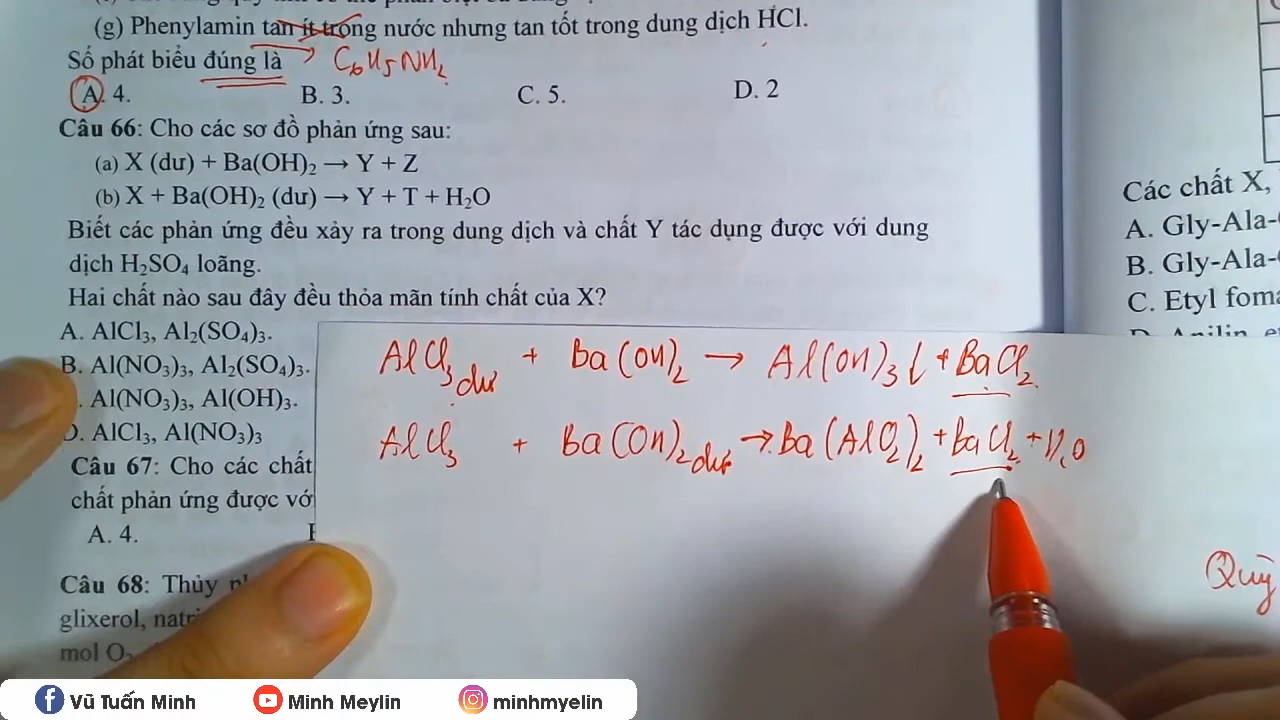 (g) Phenylamin tan ít trong nước nhưng tan tốt trong dung dịch HCl.
Số phát biểu đúng là
C6H5NH2
A. 4. B. 3. C. 5. D. 2
Câu 66: Cho các sơ đồ phản ứng sau:
(a) X (dư) + Ba(OH)₂ → Y + Z
(b) X + Ba(OH)₂ (dư) → Y + T + H₂O
Biết các phản ứng đều xảy ra trong dung dịch và chất Y tác dụng được với dung
dịch H₂SO₄ loãng.
Hai chất nào sau đây đều thỏa mãn tính chất của X?
A. AlCl₃, Al₂(SO₄)₃.
B. Al(NO₃)₃, Al₂(SO₄)₃.
. Al(NO₃)₃, Al(OH)₃.
D. AlCl₃, Al(NO₃)₃
Câu 67: Cho các chất
chất phản ứng được vớ
A. 4.
Câu 68: Thủy
glixerol,
mol O₂
AlCl₃ dư + Ba(OH)₂ → Al(OH)₃↓ + BaCl₂
AlCl₃ + Ba(OH)₂ dư → Ba(AlO₂)₂ + BaCl₂ + H₂O
Quỳ
Các chất X,
A. Gly-Ala-
B. Gly-Ala-
C. Etyl foma
D. Anilin,
Vũ Tuấn Minh
Minh Meylin
minhmyelin